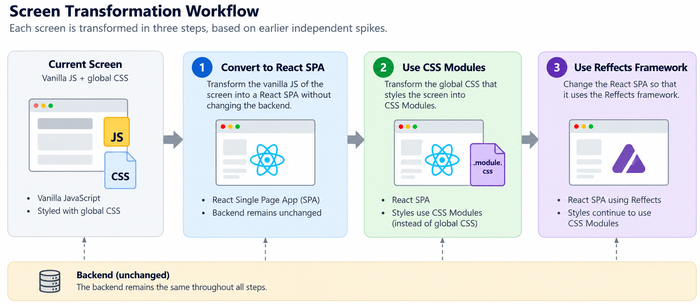 Screen Transformation Workflow
Each screen is transformed in three steps, based on earlier independent spikes.
Current Screen
Vanilla JS + global CSS
JS
CSS
• Vanilla JavaScript
• Styled with global CSS
1 Convert to React SPA
Transform the vanilla JS of the
screen into a React SPA without
changing the backend.
• React Single Page App (SPA)
• Backend remains unchanged
2 Use CSS Modules
Transform the global CSS that
styles the screen into
CSS Modules.
.module.
css
• React SPA
• Styles use CSS Modules
(instead of global CSS)
3 Use Reffects Framework
Change the React SPA so that
it uses the Reffects framework.
• React SPA using Reffects
• Styles continue to use
CSS Modules
Backend (unchanged)
The backend remains the same throughout all steps.